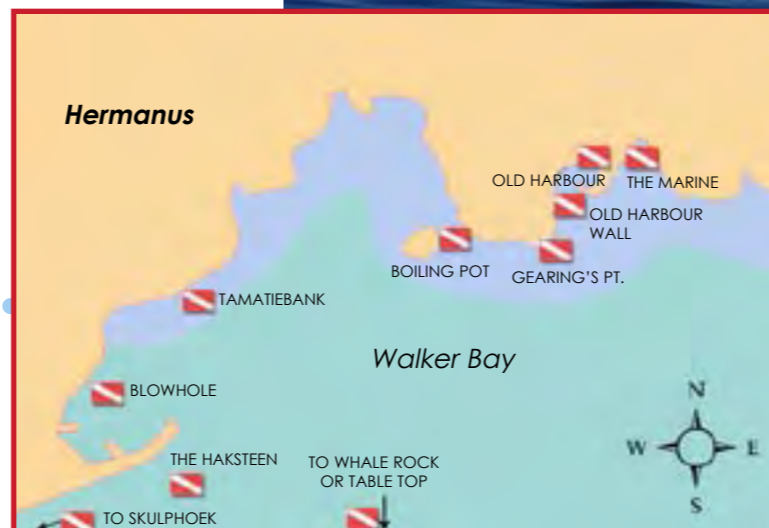 Hermanus
OLD HARBOUR
THE MARINE
OLD HARBOUR
WALL
BOILING POT
GEARING'S PT.
TAMATIEBANK
Walker Bay
BLOWHOLE
N
W
E
S
THE HAKSTEEN
TO WHALE ROCK
OR TABLE TOP
TO SKULPHOEK